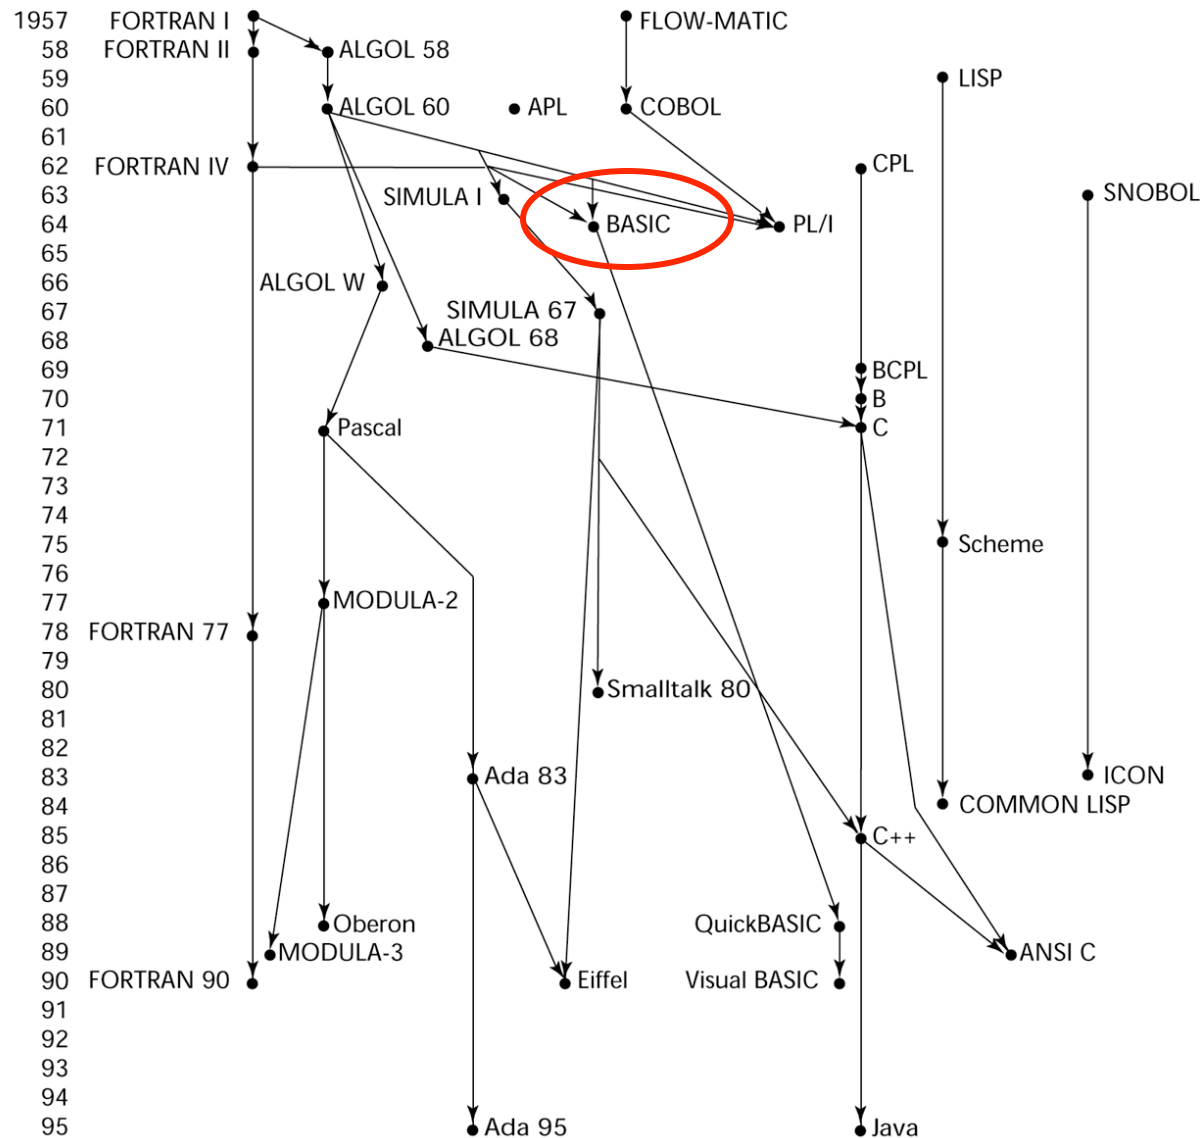 1957 FORTRAN I FLOW-MATIC
58 FORTRAN II ALGOL 58
59 LISP
60 ALGOL 60 APL COBOL
61
62 FORTRAN IV CPL
63 SIMULA I SNOBOL
64 BASIC PL/I
65
66 ALGOL W
67 SIMULA 67
68 ALGOL 68
69 BCPL
70 B
71 Pascal C
72
73
74
75 Scheme
76
77 MODULA-2
78 FORTRAN 77
79
80 Smalltalk 80
81
82
83 Ada 83 ICON
84 COMMON LISP
85 C++
86
87
88 Oberon QuickBASIC
89 MODULA-3 ANSI C
90 FORTRAN 90 Eiffel Visual BASIC
91
92
93
94
95 Ada 95 Java